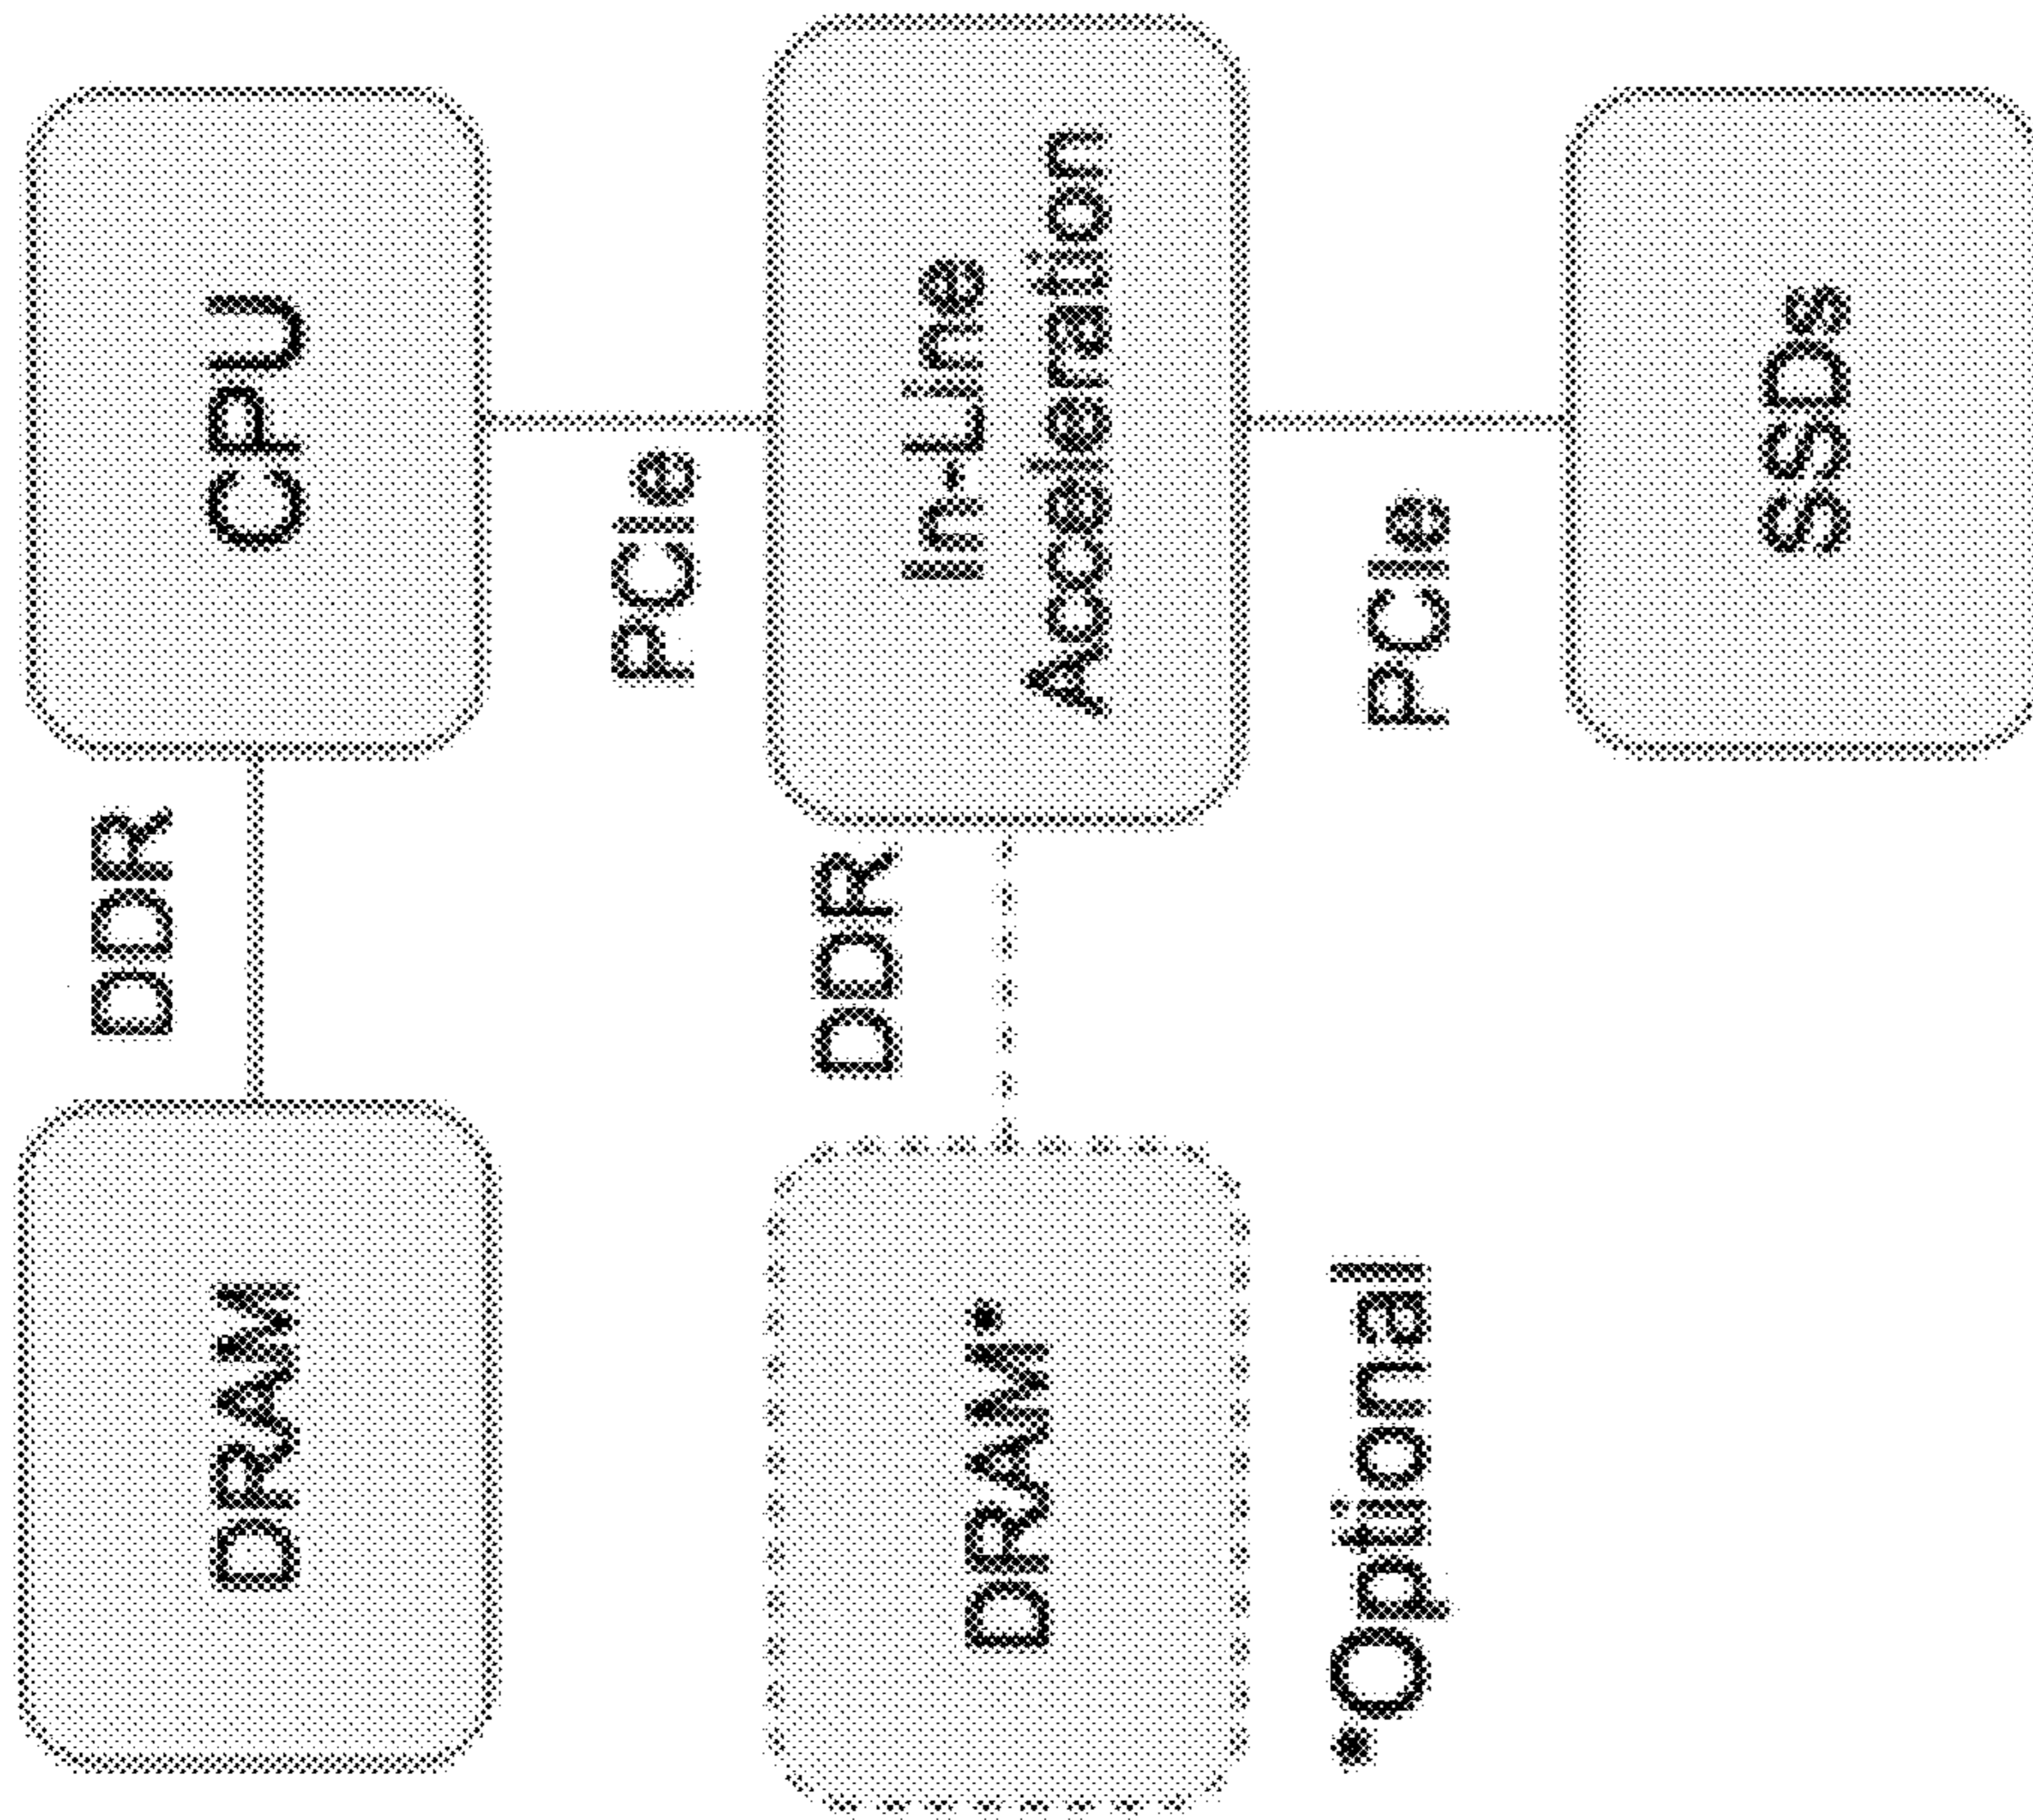 DRAM
DDR
CPU
PCIe
DRAM*
DDR
In-Line
Acceleration
*Optional
PCIe
SSDs